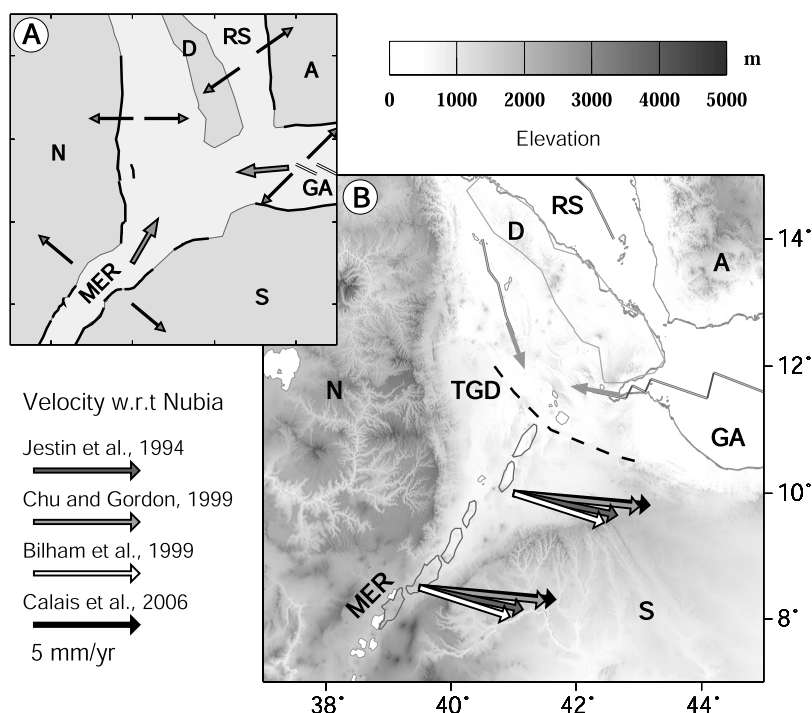 A
D
RS
A
N
GA
MER
S
m
0 1000 2000 3000 4000 5000
Elevation
B
RS
D
A
14°
12°
N
TGD
GA
10°
MER
S
8°
38° 40° 42° 44°
Velocity w.r.t Nubia
Jestin et al., 1994
Chu and Gordon, 1999
Bilham et al., 1999
Calais et al., 2006
5 mm/yr